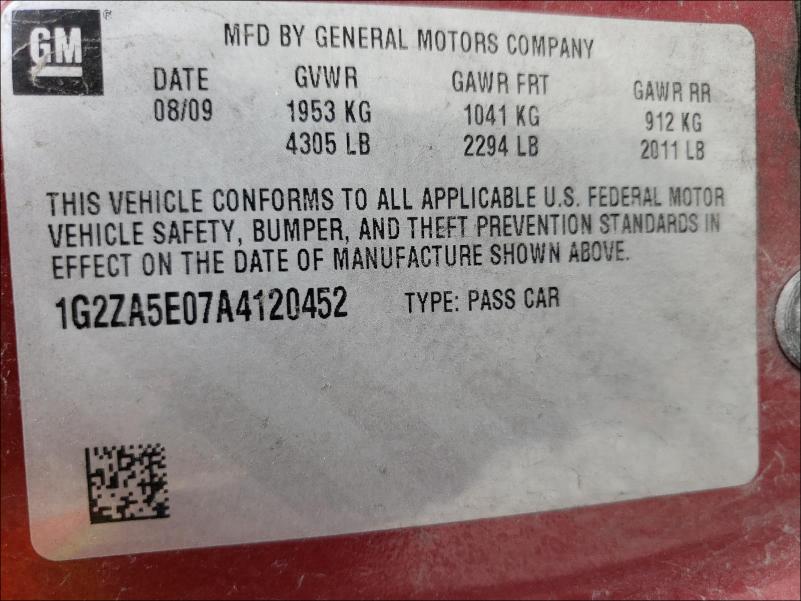 GM
MFD BY GENERAL MOTORS COMPANY
DATE GVWR GAWR FRT GAWR RR
08/09 1953 KG 1041 KG 912 KG
4305 LB 2294 LB 2011 LB
THIS VEHICLE CONFORMS TO ALL APPLICABLE U.S. FEDERAL MOTOR
VEHICLE SAFETY, BUMPER, AND THEFT PREVENTION STANDARDS IN
EFFECT ON THE DATE OF MANUFACTURE SHOWN ABOVE.
1G2ZA5E07A4120452 TYPE: PASS CAR